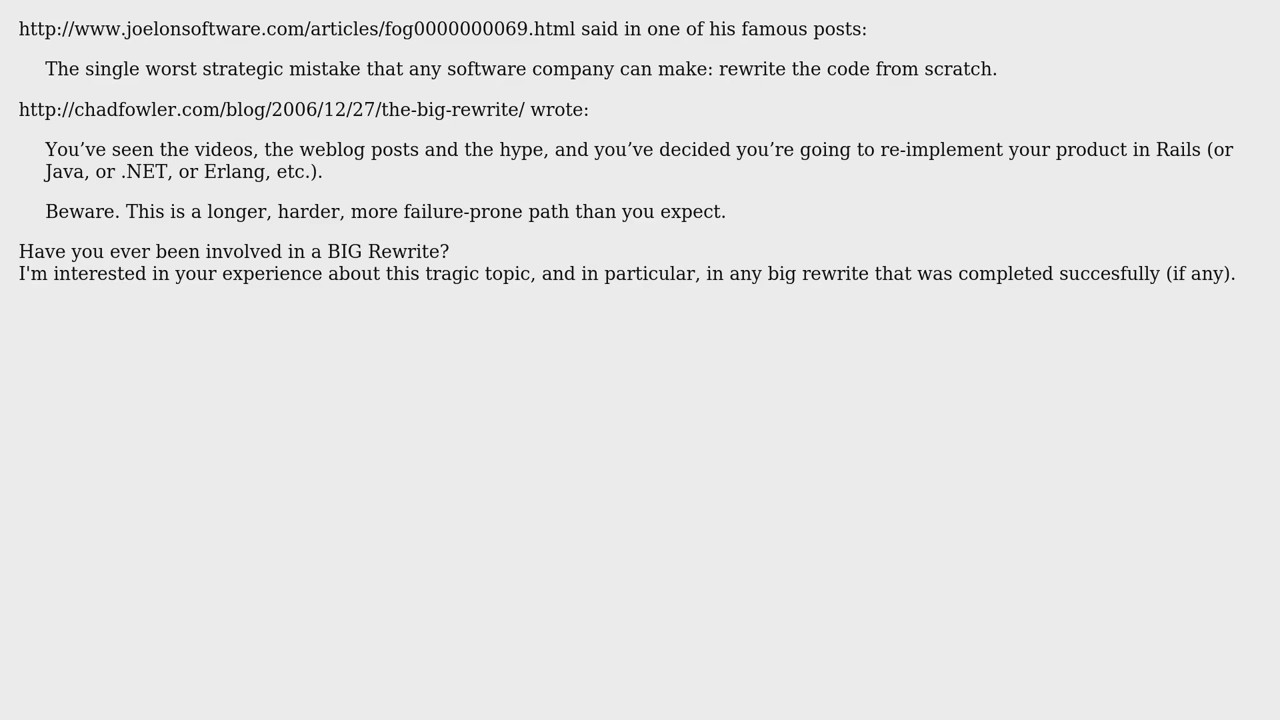 http://www.joelonsoftware.com/articles/fog0000000069.html said in one of his famous posts:
The single worst strategic mistake that any software company can make: rewrite the code from scratch.
http://chadfowler.com/blog/2006/12/27/the-big-rewrite/ wrote:
You’ve seen the videos, the weblog posts and the hype, and you’ve decided you’re going to re-implement your product in Rails (or
Java, or .NET, or Erlang, etc.).
Beware. This is a longer, harder, more failure-prone path than you expect.
Have you ever been involved in a BIG Rewrite?
I'm interested in your experience about this tragic topic, and in particular, in any big rewrite that was completed succesfully (if any).